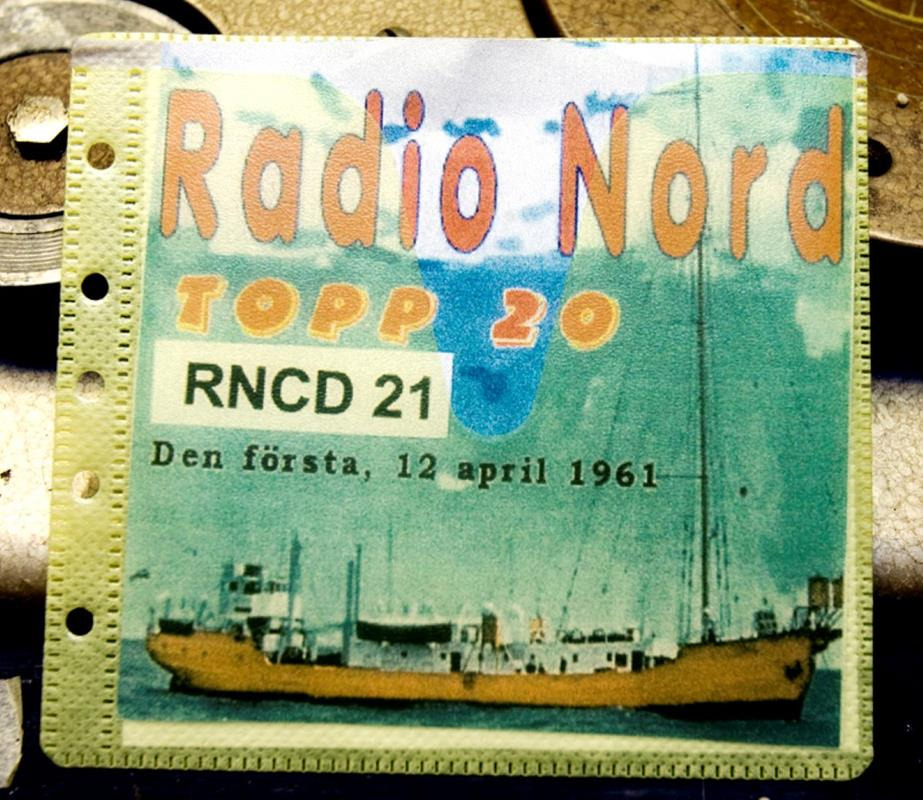 Radio Nord
TOPP 20
RNCD 21
Den första, 12 april 1961